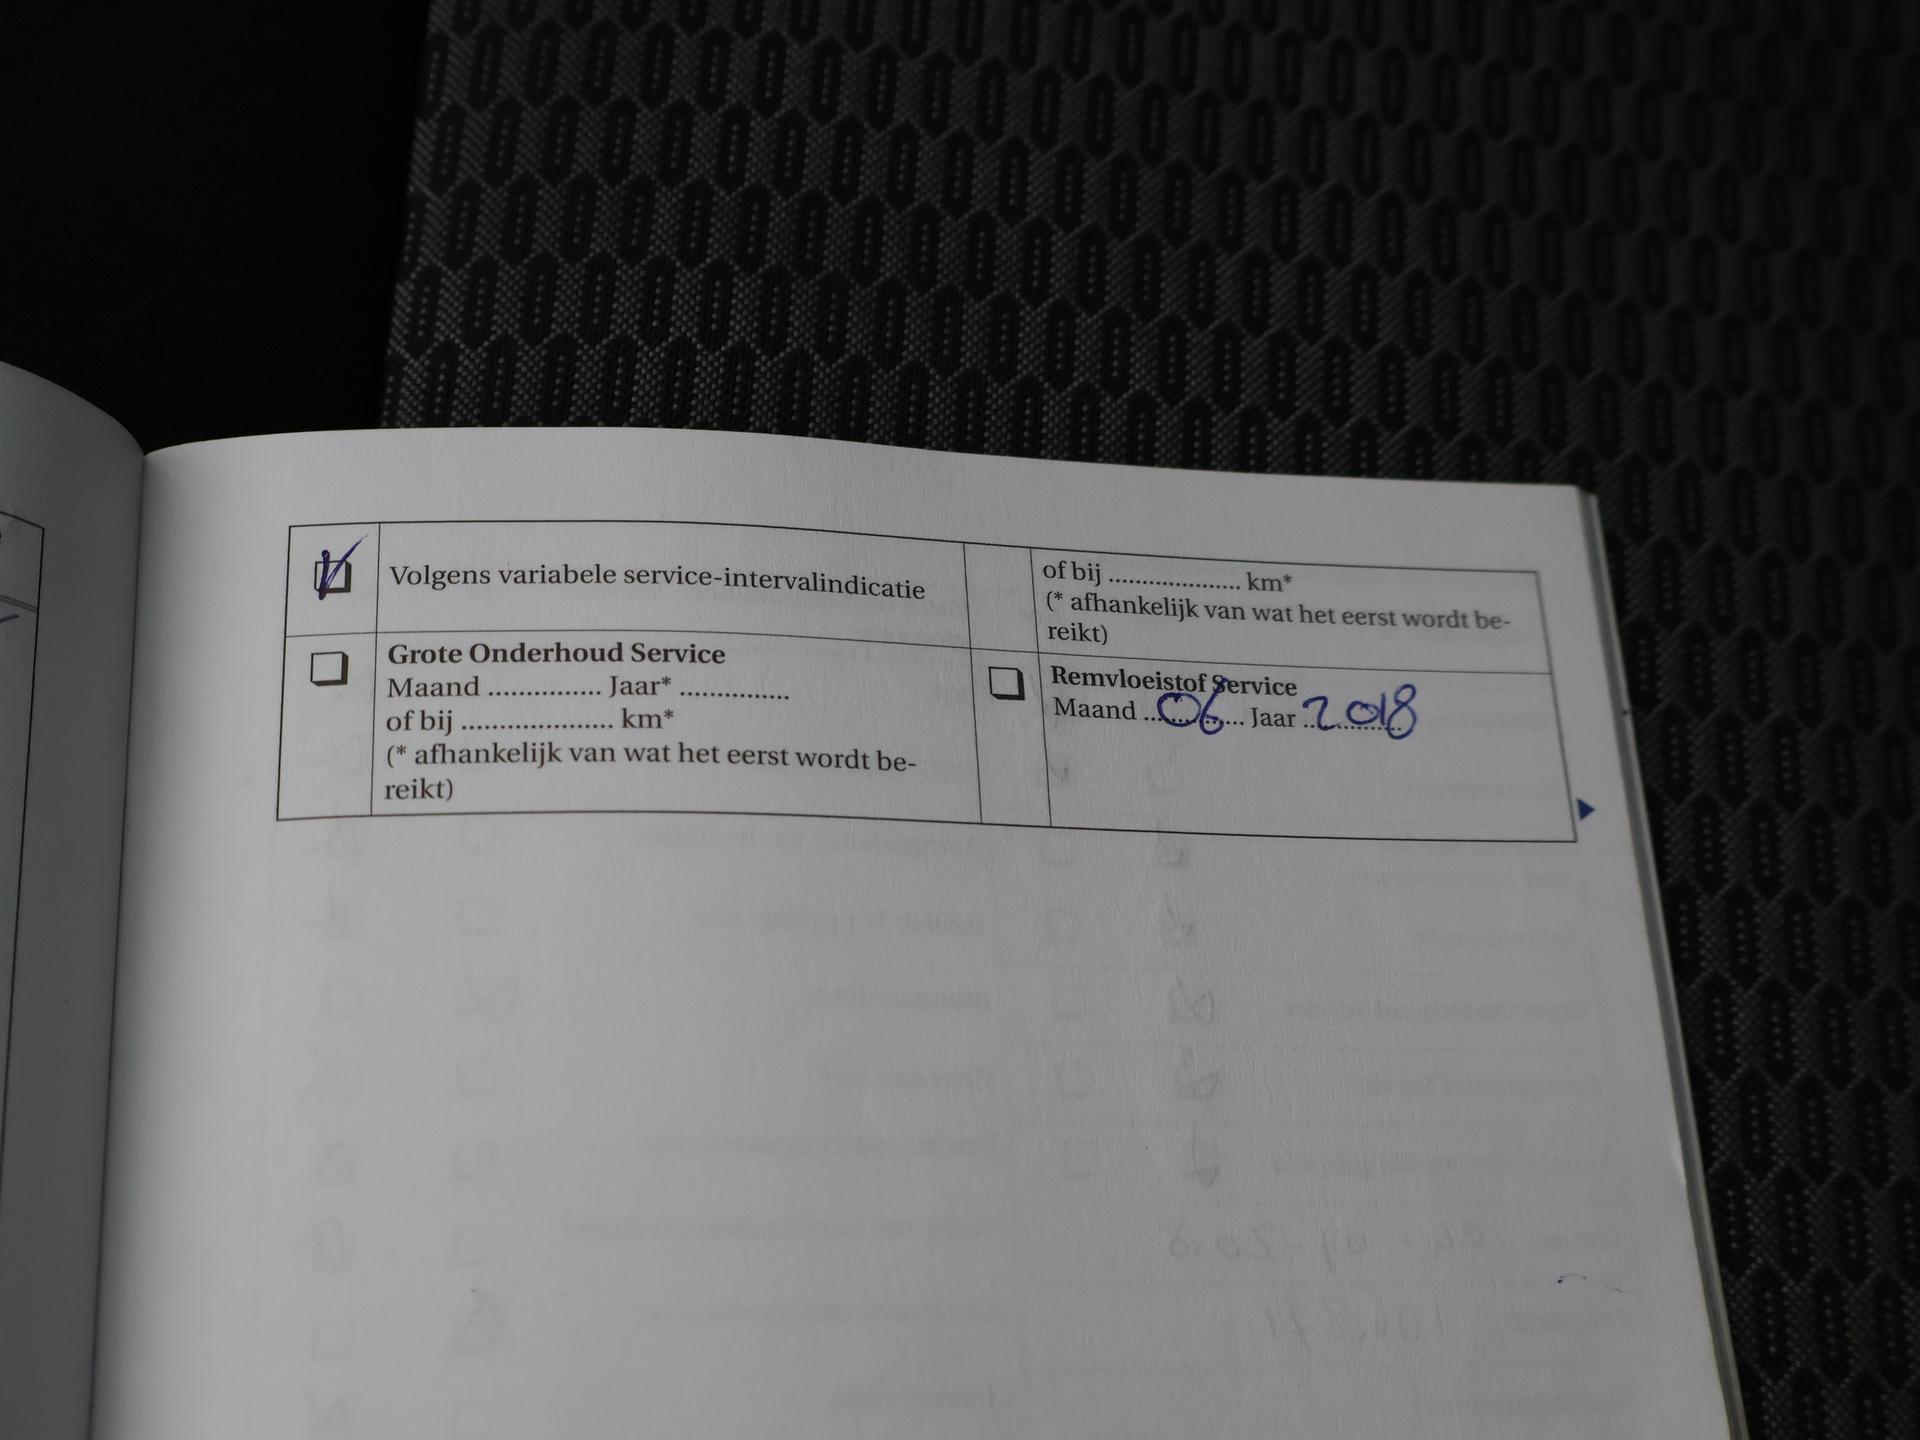 Volgens variabele service-intervalindicatie
Grote Onderhoud Service
Maand ............... Jaar* ...............
of bij .................... km*
(* afhankelijk van wat het eerst wordt be-
reikt)
of bij .................... km*
(* afhankelijk van wat het eerst wordt be-
reikt)
Remvloeistof Service
Maand ...06... Jaar 2018